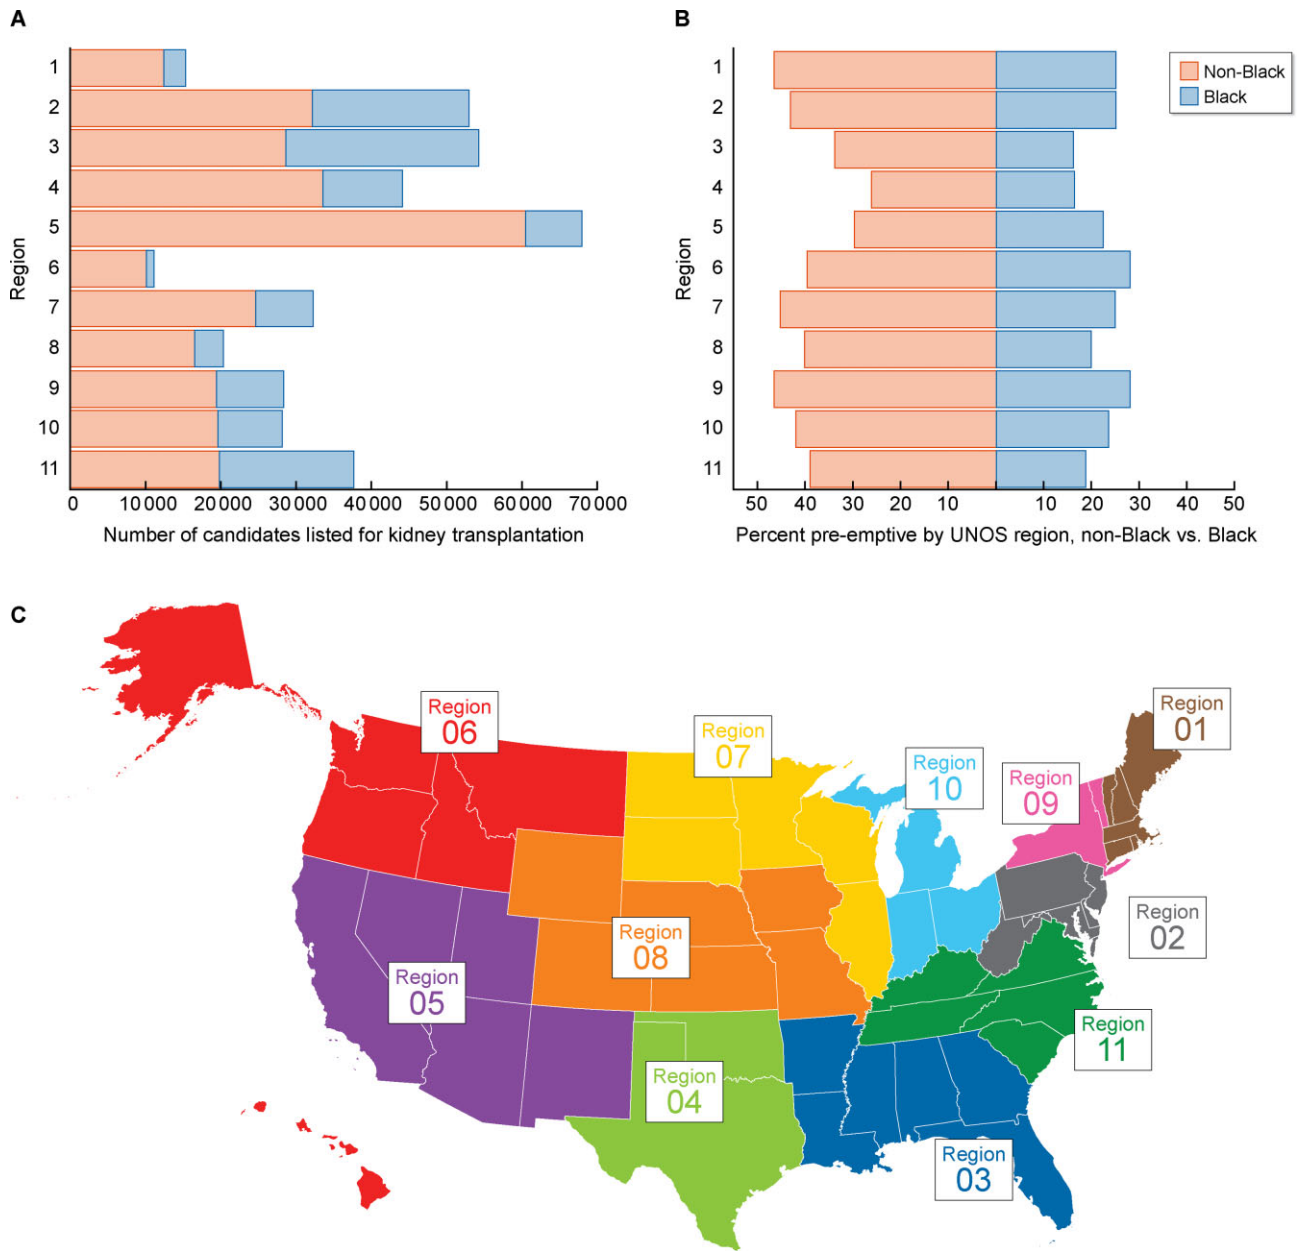 A
1
2
3
4
5
6
7
8
9
10
11
Region
0
10 000
20 000
30 000
40 000
50 000
60 000
70 000
Number of candidates listed for kidney transplantation
B
1
2
3
4
5
6
7
8
9
10
11
Region
50
40
30
20
10
10
20
30
40
50
Percent pre-emptive by UNOS region, non-Black vs. Black
Non-Black
Black
C
Region
06
Region
07
Region
10
Region
09
Region
01
Region
02
Region
08
Region
05
Region
11
Region
04
Region
03